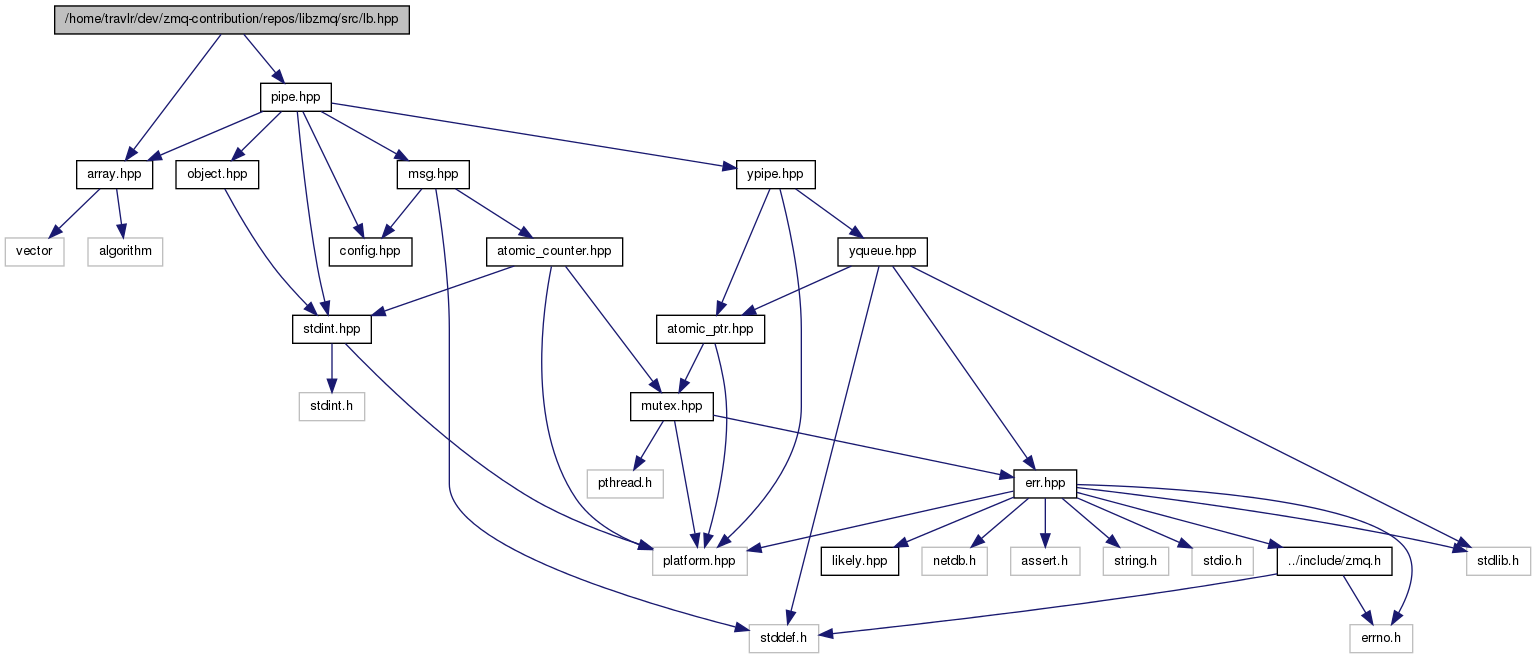 /home/travlr/dev/zmq-contribution/repos/libzmq/src/lb.hpp
pipe.hpp
array.hpp
object.hpp
msg.hpp
ypipe.hpp
vector
algorithm
config.hpp
atomic_counter.hpp
yqueue.hpp
stdint.hpp
atomic_ptr.hpp
stdint.h
mutex.hpp
pthread.h
err.hpp
platform.hpp
likely.hpp
netdb.h
assert.h
string.h
stdio.h
../include/zmq.h
stdlib.h
stddef.h
errno.h